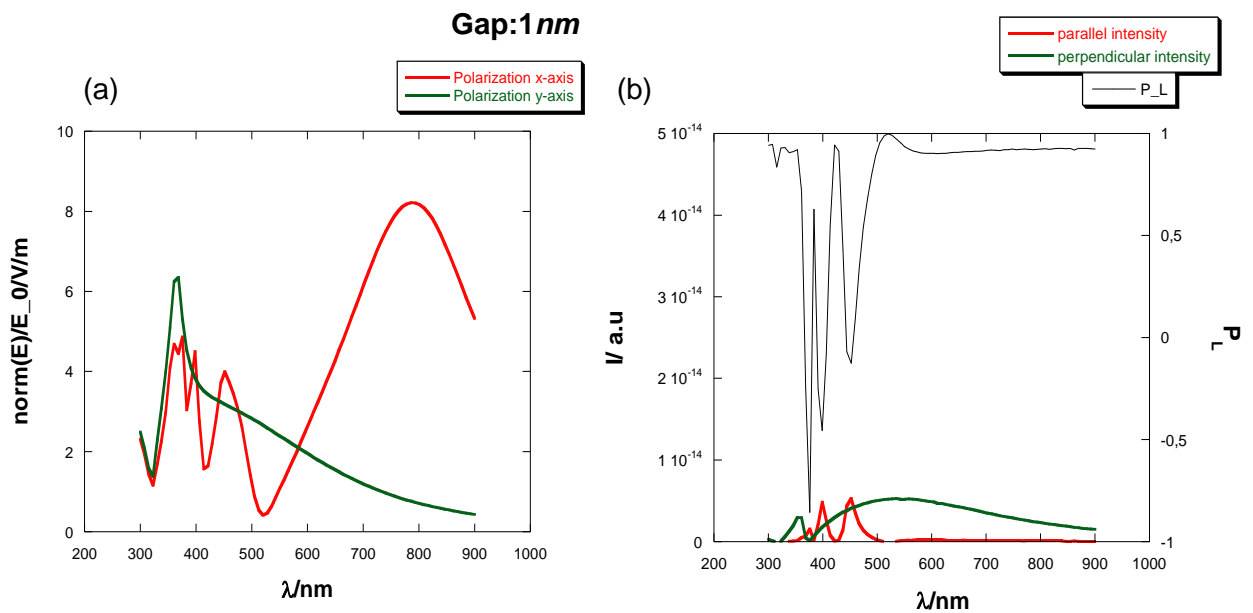 Gap:1nm
(a)
Polarization x-axis
Polarization y-axis
10
8
6
4
2
0
200 300 400 500 600 700 800 900 1000
norm(E)/E_0/V/m
λ/nm
(b)
parallel intensity
perpendicular intensity
P_L
5 10-14
4 10-14
3 10-14
2 10-14
1 10-14
0
1
0,5
0
-0,5
-1
200 300 400 500 600 700 800 900 1000
I/ a.u
P_L
λ/nm